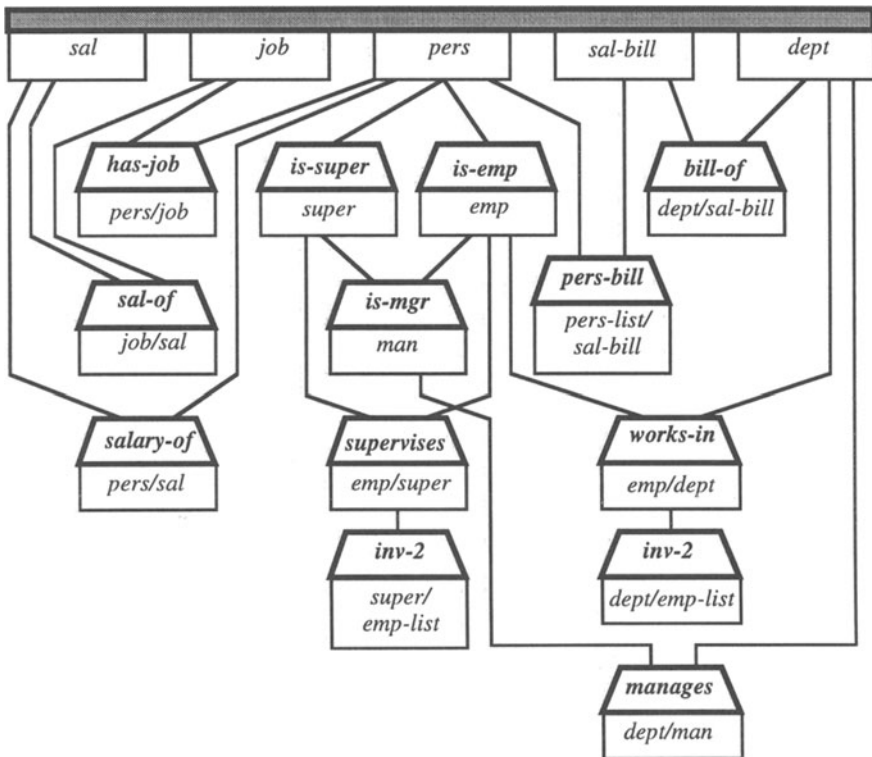 sal
job
pers
sal-bill
dept
has-job
pers/job
is-super
super
is-emp
emp
bill-of
dept/sal-bill
sal-of
job/sal
is-mgr
man
pers-bill
pers-list/
sal-bill
salary-of
pers/sal
supervises
emp/super
works-in
emp/dept
inv-2
super/
emp-list
inv-2
dept/emp-list
manages
dept/man